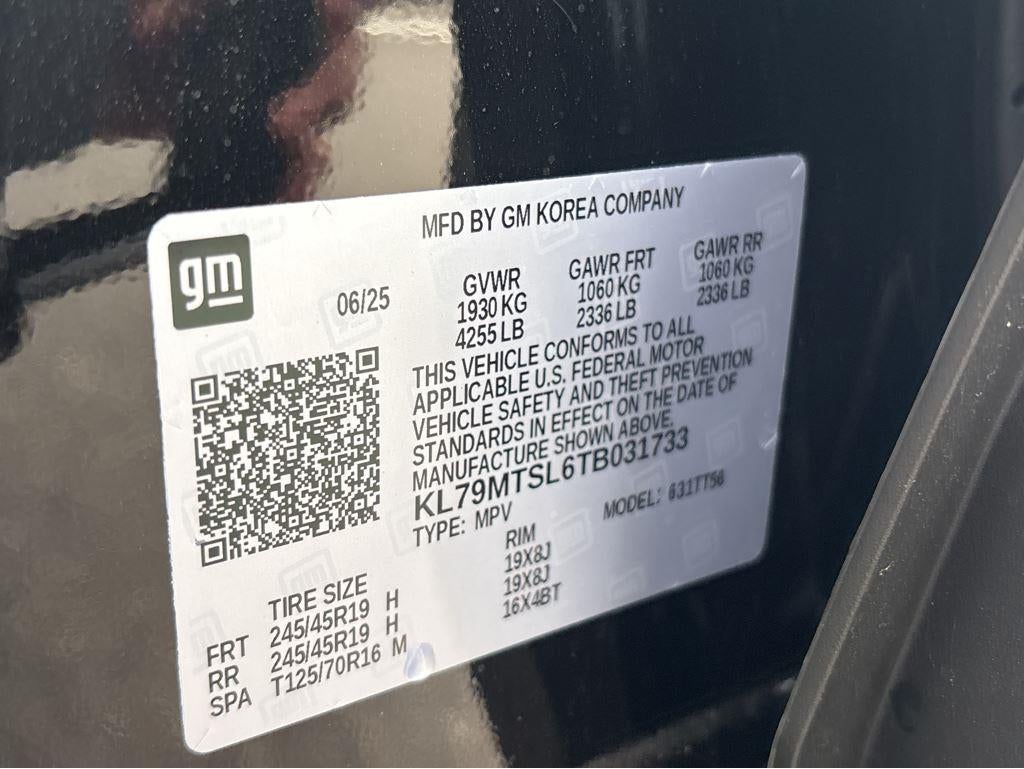 gm
MFD BY GM KOREA COMPANY
06/25
GVWR GAWR FRT GAWR RR
1930 KG 1060 KG 1060 KG
4255 LB 2336 LB 2336 LB
THIS VEHICLE CONFORMS TO ALL
APPLICABLE U.S. FEDERAL MOTOR
VEHICLE SAFETY AND THEFT PREVENTION
STANDARDS IN EFFECT ON THE DATE OF
MANUFACTURE SHOWN ABOVE.
KL79MTSL6TB031733
TYPE: MPV MODEL: 631TT56
TIRE SIZE RIM
FRT 245/45R19 H 19X8J
RR 245/45R19 H 19X8J
SPA T125/70R16 M 16X4BT